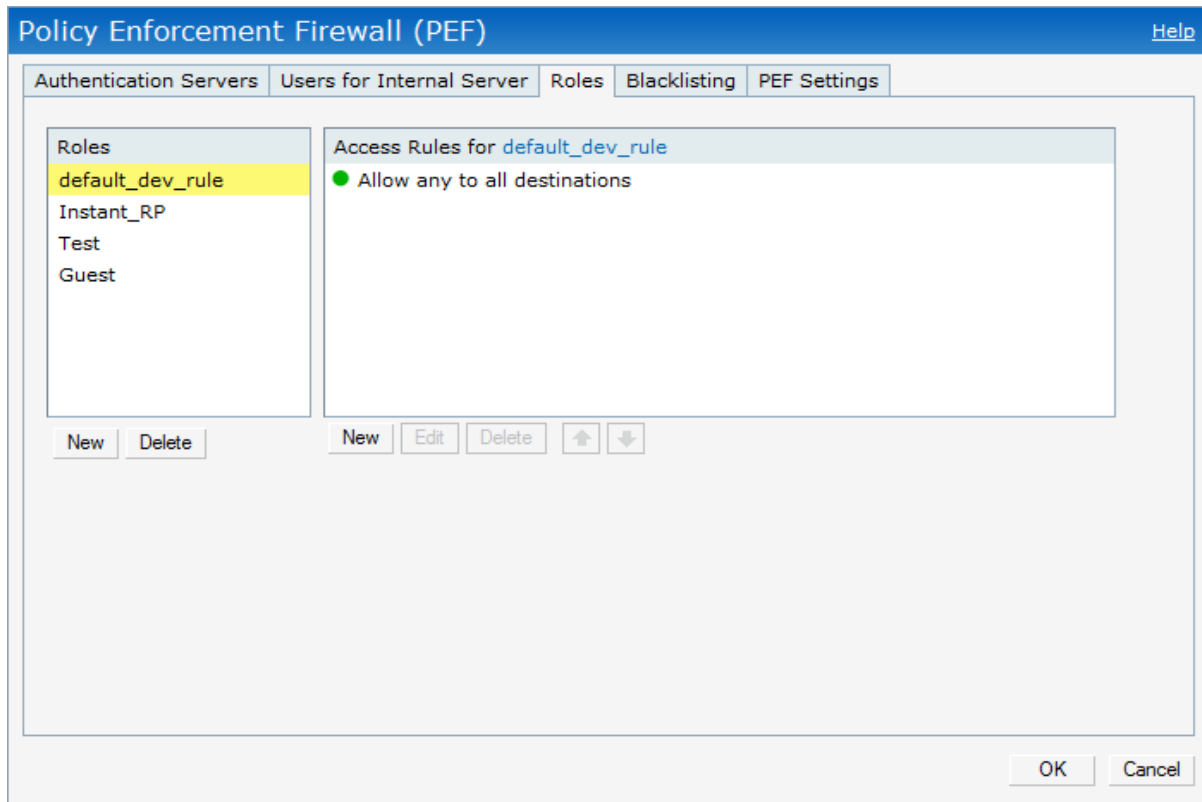 Policy Enforcement Firewall (PEF) Help
Authentication Servers Users for Internal Server Roles Blacklisting PEF Settings
Roles
default_dev_rule
Instant_RP
Test
Guest
New Delete
Access Rules for default_dev_rule
Allow any to all destinations
New Edit Delete
OK Cancel